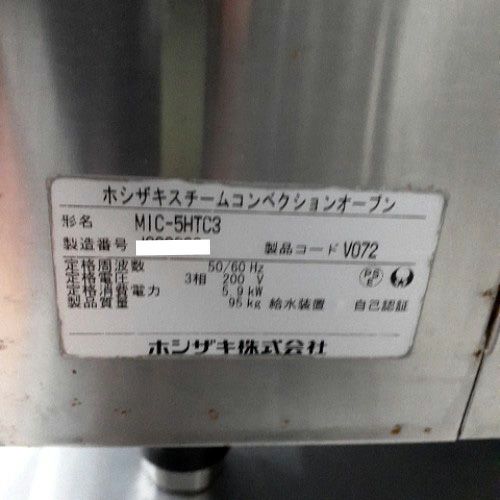 ホシザキスチームコンベクションオーブン
形名 MIC-5HTC3
製造番号 製品コード V072
定格周波数 50/60 Hz
定格電圧 3相 200 V
定格消費電力 5.9 kW
製品質量 95 kg 給水装置 自己認証
PS E
ホシザキ株式会社